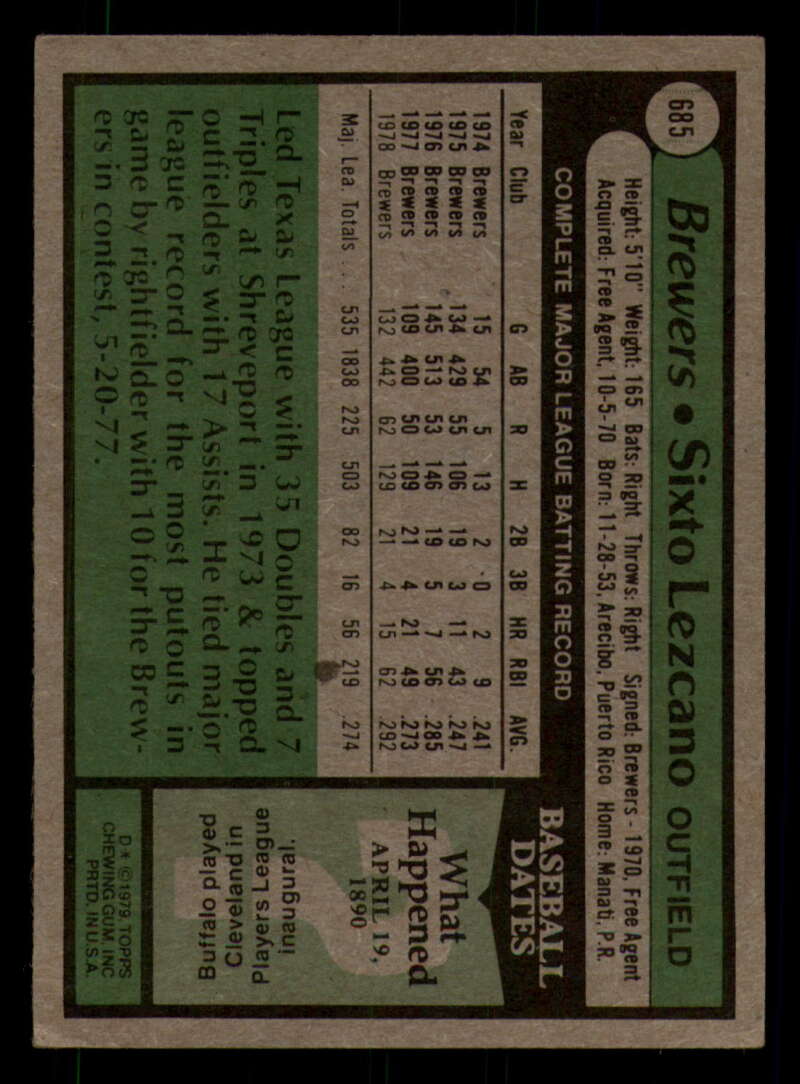 685
Brewers • Sixto Lezcano OUTFIELD
Height: 5'10" Weight: 165 Bats: Right Throws: Right Signed: Brewers - 1970, Free Agent
Acquired: Free Agent, 10-5-70 Born: 11-28-53, Arecibo, Puerto Rico Home: Manati, P.R.
COMPLETE MAJOR LEAGUE BATTING RECORD
Year Club G AB R H 2B 3B HR RBI AVG.
1974 Brewers 15 54 5 13 2 0 2 9 .241
1975 Brewers 134 429 55 106 19 3 11 43 .247
1976 Brewers 145 513 53 146 19 5 7 56 .285
1977 Brewers 109 400 50 109 21 4 21 49 .273
1978 Brewers 132 442 62 129 21 4 15 62 .292
Maj. Lea. Totals ... 535 1838 225 503 82 16 56 219 .274
Led Texas League with 35 Doubles and 7
Triples at Shreveport in 1973 & topped
outfielders with 17 Assists. He tied major
league record for the most putouts in
game by rightfielder with 10 for the Brew-
ers in contest, 5-20-77.
BASEBALL
DATES
What
Happened
APRIL 19,
1890
Buffalo played
Cleveland in
Players League
inaugural.
D* ©1979, TOPPS
CHEWING GUM, INC
PRTD. IN U.S.A.